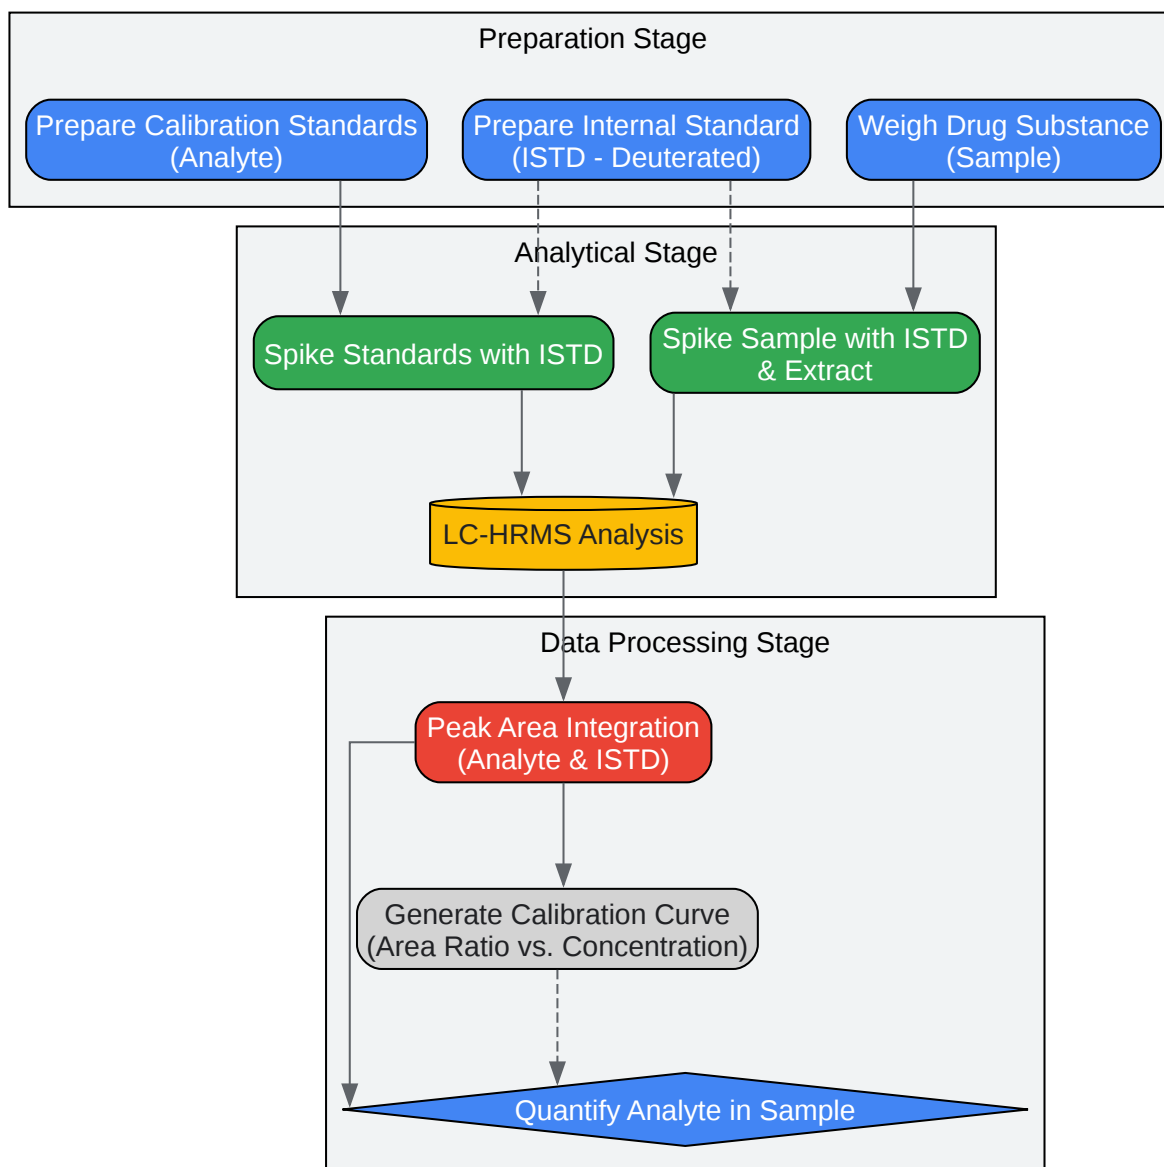 Preparation Stage
Prepare Calibration Standards
(Analyte)
Prepare Internal Standard
(ISTD - Deuterated)
Weigh Drug Substance
(Sample)
Analytical Stage
Spike Standards with ISTD
Spike Sample with ISTD
& Extract
LC-HRMS Analysis
Data Processing Stage
Peak Area Integration
(Analyte & ISTD)
Generate Calibration Curve
(Area Ratio vs. Concentration)
Quantify Analyte in Sample